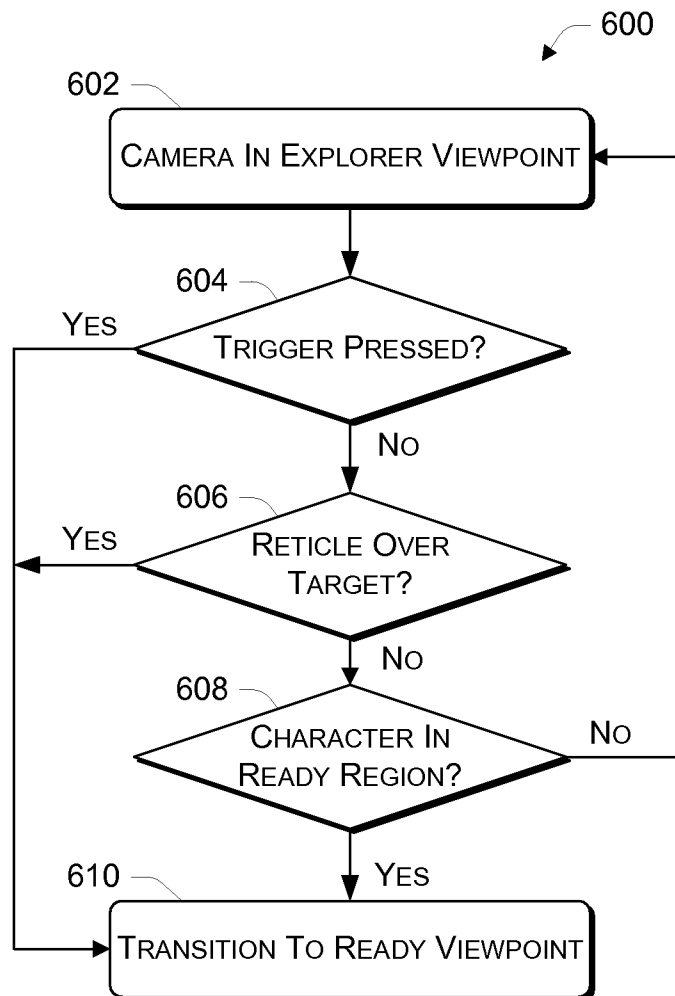 600
602
CAMERA IN EXPLORER VIEWPOINT
604
YES
TRIGGER PRESSED?
NO
606
YES
RETICLE OVER
TARGET?
NO
608
CHARACTER IN
READY REGION?
NO
YES
610
TRANSITION TO READY VIEWPOINT